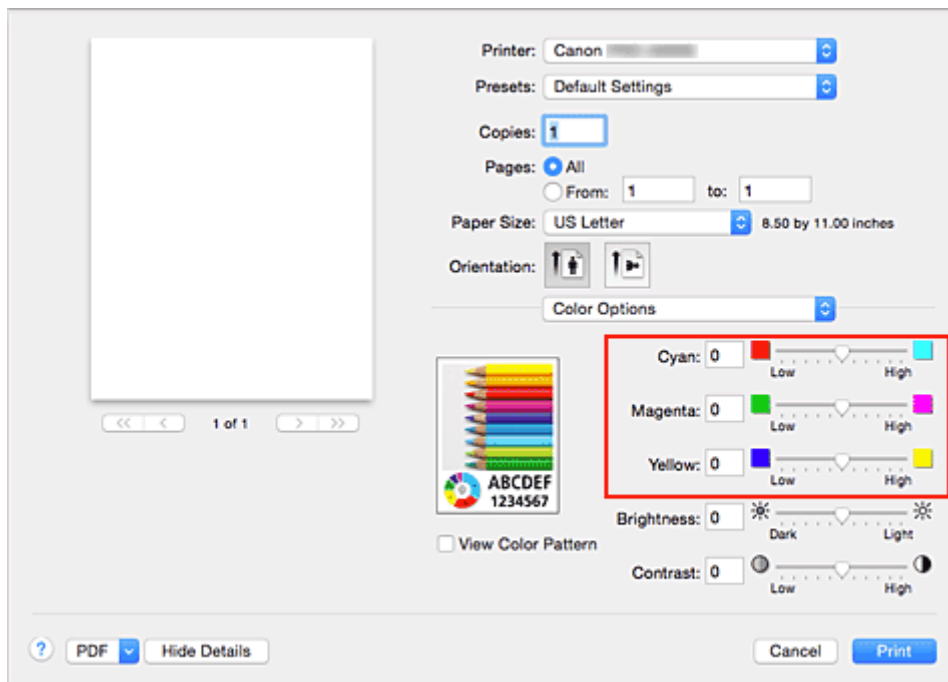 Printer: Canon
Presets: Default Settings
Copies: 1
Pages: All
From: 1 to: 1
Paper Size: US Letter 8.50 by 11.00 inches
Orientation:
Color Options
<< < 1 of 1 > >>
ABCDEF
1234567
View Color Pattern
Cyan: 0
Low High
Magenta: 0
Low High
Yellow: 0
Low High
Brightness: 0
Dark Light
Contrast: 0
Low High
? PDF Hide Details Cancel Print